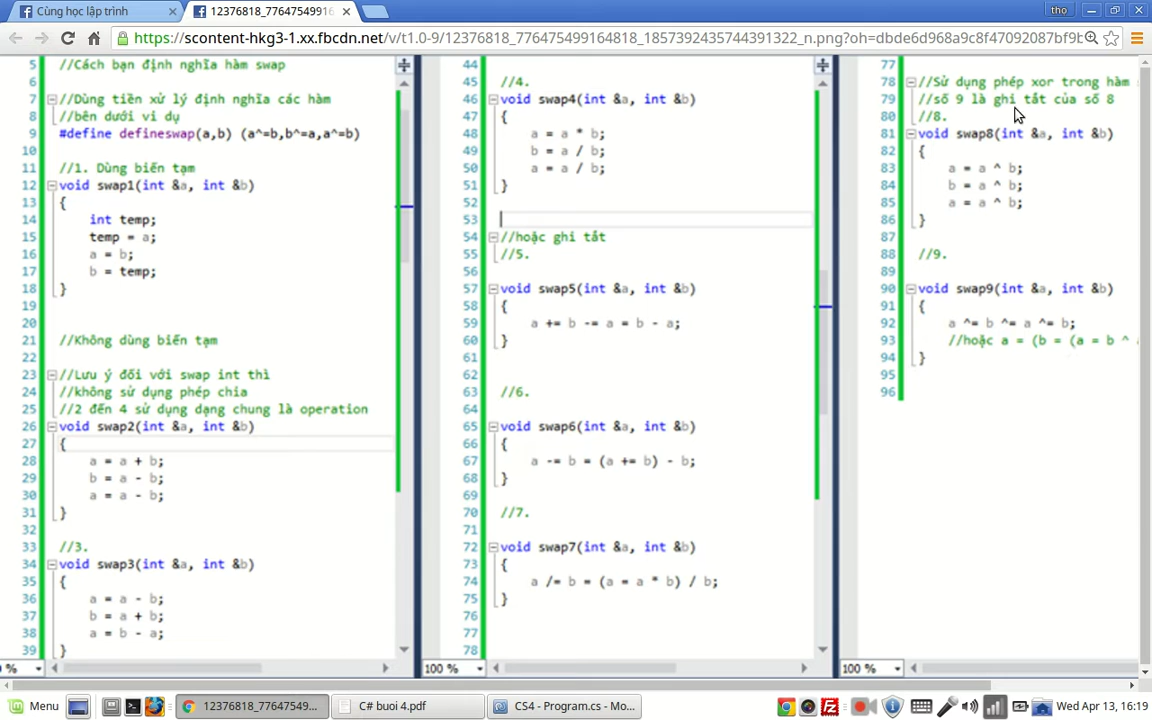 Cùng học lập trình
12376818_7764754991
tho
https://scontent-hkg3-1.xx.fbcdn.net/v/t1.0-9/12376818_776475499164818_1857392435744391322_n.png?oh=dbde6d968a9c8f47092087bf9b
5 //Cách bạn định nghĩa hàm swap
6
7 //Dùng tiền xử lý định nghĩa các hàm
8 //bên dưới vi dụ
9 #define defineswap(a,b) (a^=b,b^=a,a^=b)
10
11 //1. Dùng biến tạm
12 void swap1(int &a, int &b)
13 {
14 int temp;
15 temp = a;
16 a = b;
17 b = temp;
18 }
19
20
21 //Không dùng biến tạm
22
23 //Lưu ý đối với swap int thì
24 //không sử dụng phép chia
25 //2 đến 4 sử dụng dạng chung là operation
26 void swap2(int &a, int &b)
27 {
28 a = a + b;
29 b = a - b;
30 a = a - b;
31 }
32
33 //3.
34 void swap3(int &a, int &b)
35 {
36 a = a - b;
37 b = a + b;
38 a = b - a;
39 }
0 %
44
45 //4.
46 void swap4(int &a, int &b)
47 {
48 a = a * b;
49 b = a / b;
50 a = a / b;
51 }
52
53
54 //hoặc ghi tắt
55 //5.
56
57 void swap5(int &a, int &b)
58 {
59 a += b -= a = b - a;
60 }
61
62
63 //6.
64
65 void swap6(int &a, int &b)
66 {
67 a -= b = (a += b) - b;
68 }
69
70 //7.
71
72 void swap7(int &a, int &b)
73 {
74 a /= b = (a = a * b) / b;
75 }
76
77
78
100 %
77
78 //Sử dụng phép xor trong hàm s
79 //số 9 là ghi tắt của số 8
80 //8.
81 void swap8(int &a, int &b)
82 {
83 a = a ^ b;
84 b = a ^ b;
85 a = a ^ b;
86 }
87
88 //9.
89
90 void swap9(int &a, int &b)
91 {
92 a ^= b ^= a ^= b;
93 //hoặc a = (b = (a = b ^ a
94 }
95
96
100 %
Menu
12376818_77647549...
C# buoi 4.pdf
CS4 - Program.cs - Mo...
Wed Apr 13, 16:19